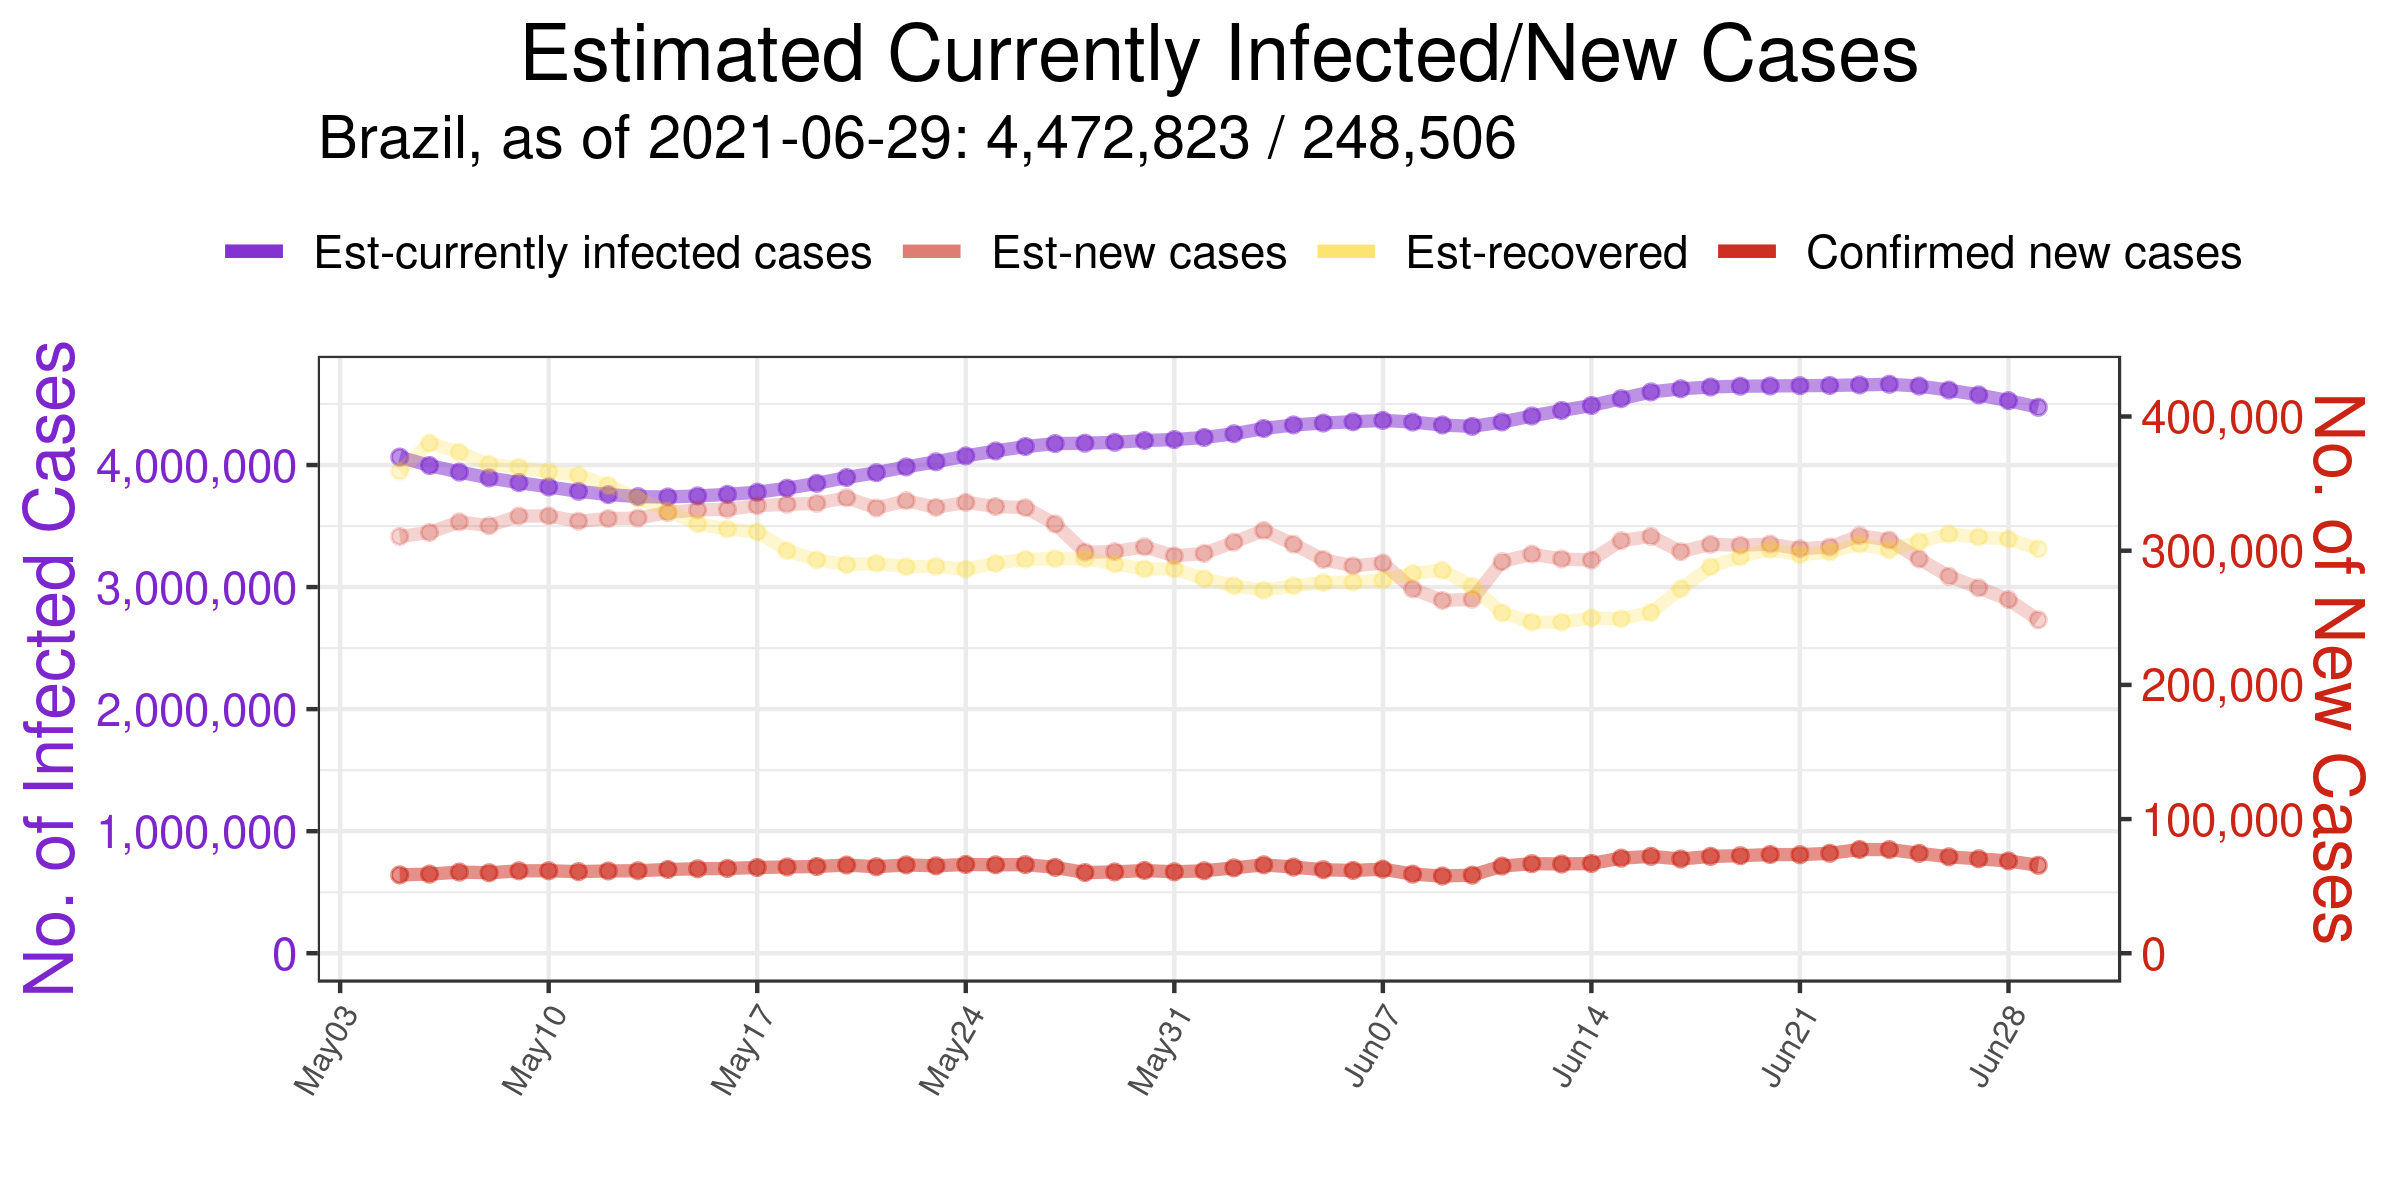 Estimated Currently Infected/New Cases
Brazil, as of 2021-06-29: 4,472,823 / 248,506
Est-currently infected cases Est-new cases Est-recovered Confirmed new cases
No. of Infected Cases
4,000,000
3,000,000
2,000,000
1,000,000
0
400,000
300,000
200,000
100,000
0
No. of New Cases
May03 May10 May17 May24 May31 Jun07 Jun14 Jun21 Jun28